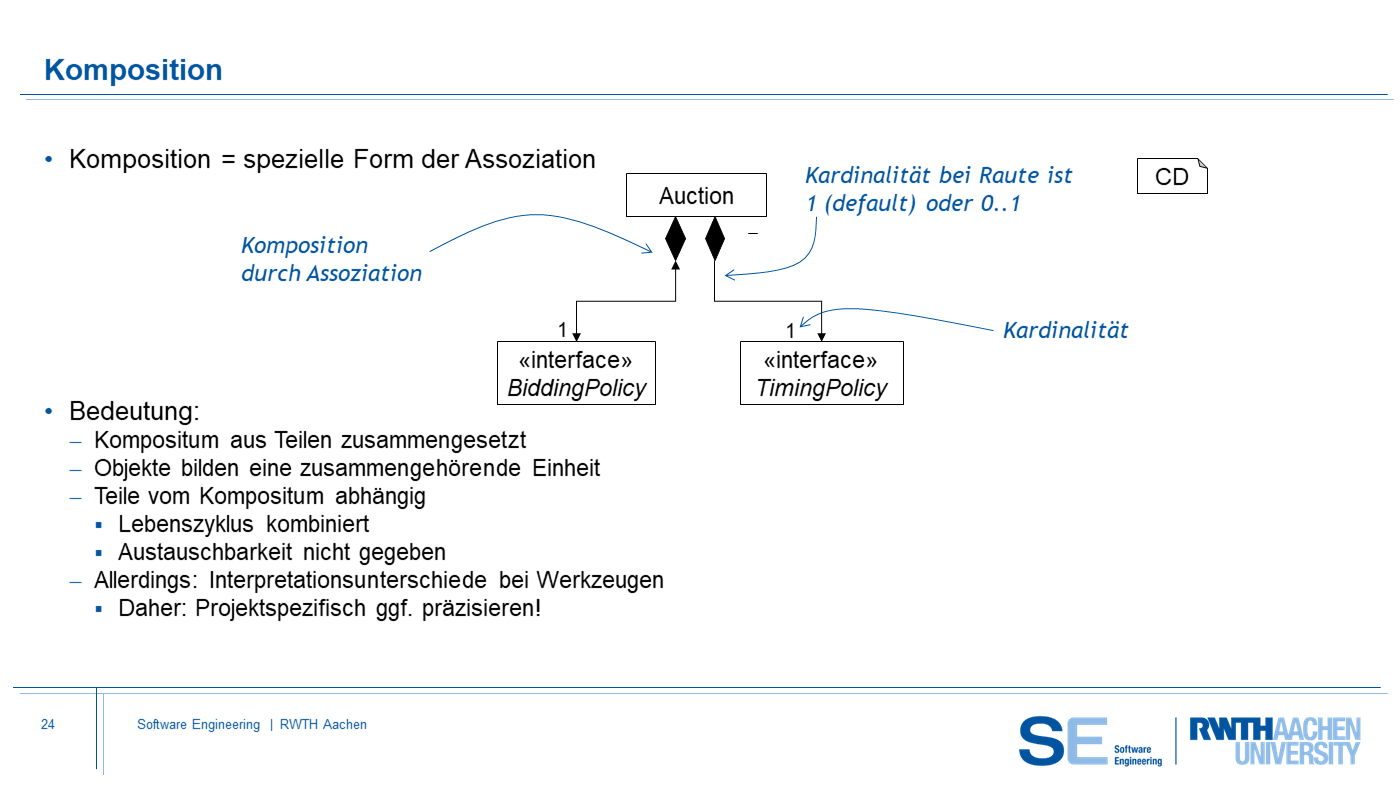 Komposition
• Komposition = spezielle Form der Assoziation
CD
Auction
Kardinalität bei Raute ist
1 (default) oder 0..1
–
Komposition
durch Assoziation
1
1
Kardinalität
«interface»
BiddingPolicy
«interface»
TimingPolicy
• Bedeutung:
– Kompositum aus Teilen zusammengesetzt
– Objekte bilden eine zusammengehörende Einheit
– Teile vom Kompositum abhängig
▪ Lebenszyklus kombiniert
▪ Austauschbarkeit nicht gegeben
– Allerdings: Interpretationsunterschiede bei Werkzeugen
▪ Daher: Projektspezifisch ggf. präzisieren!
24
Software Engineering | RWTH Aachen
SE Software
Engineering
RWTHAACHEN
UNIVERSITY